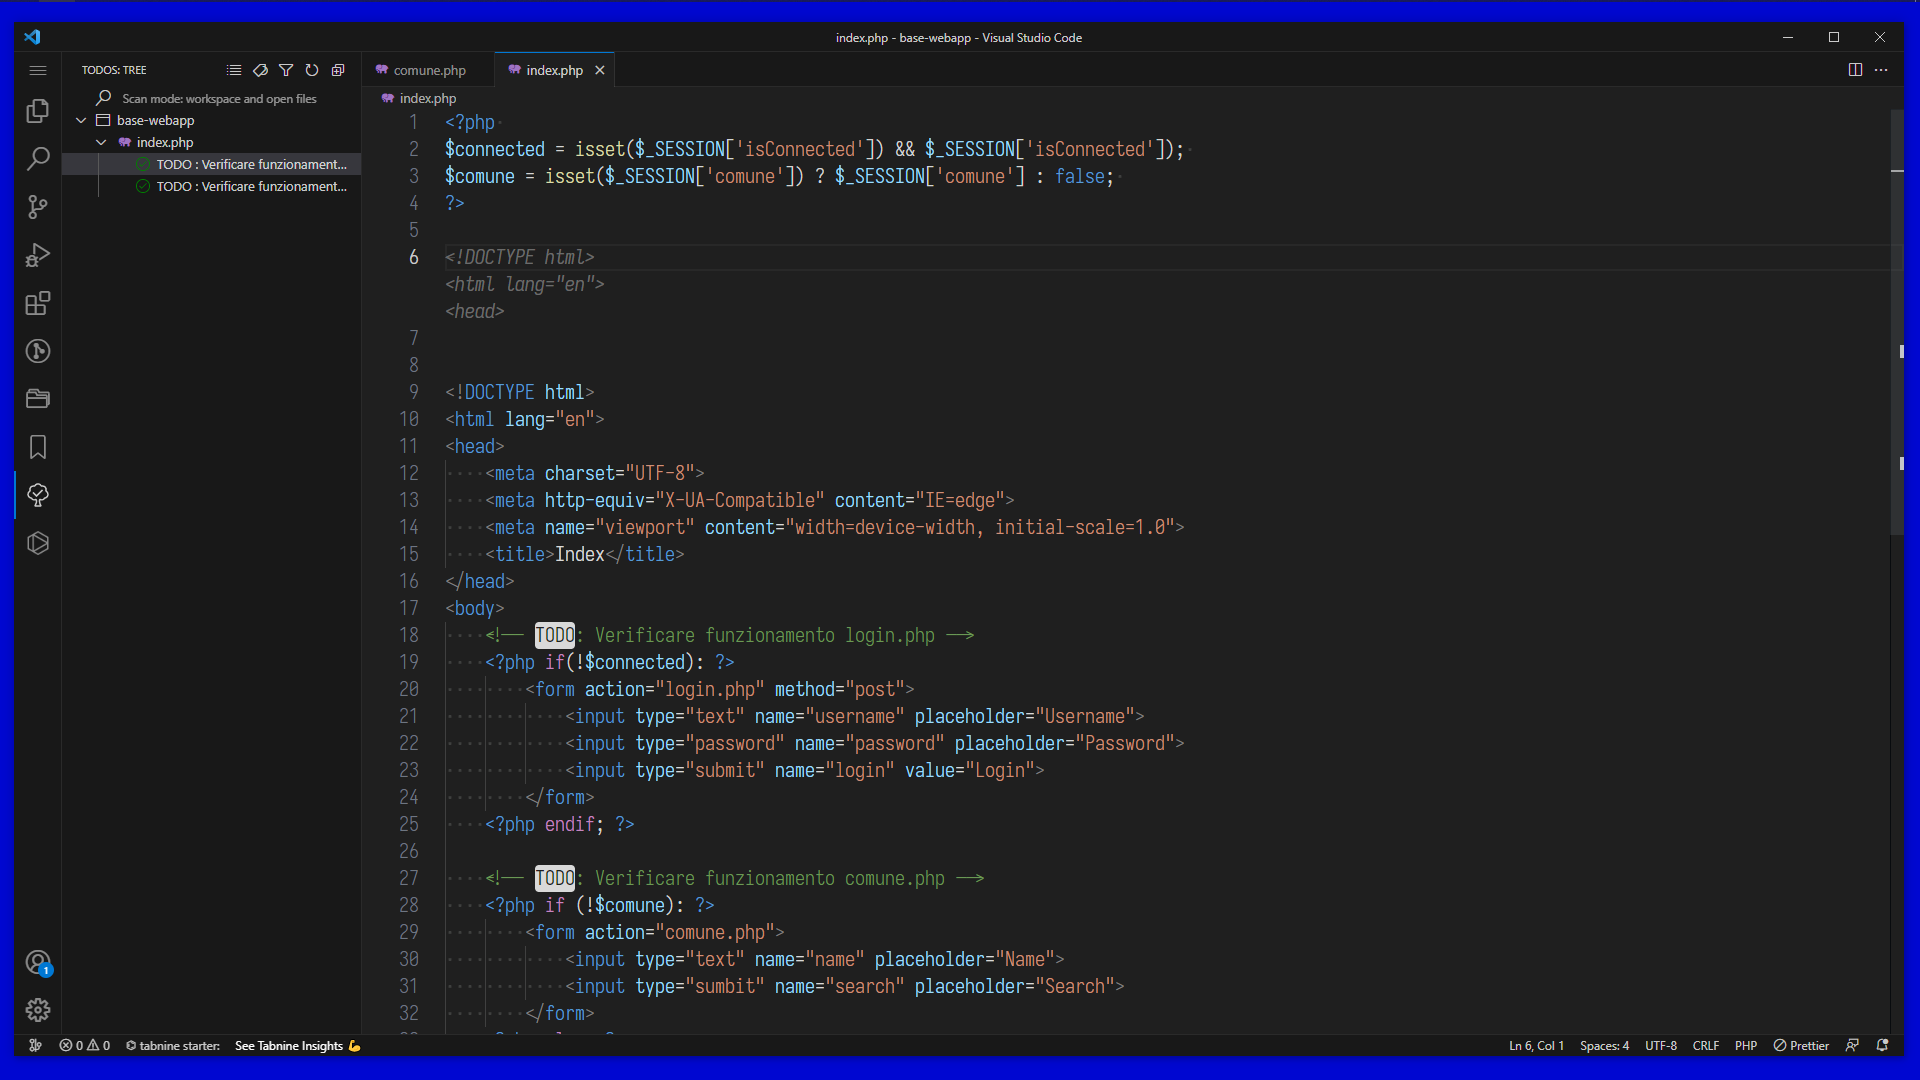 index.php - base-webapp - Visual Studio Code
TODOS: TREE
Scan mode: workspace and open files
base-webapp
index.php
TODO : Verificare funzionament...
TODO : Verificare funzionament...
comune.php
index.php
index.php
1 <?php
2 $connected = isset($_SESSION['isConnected']) && $_SESSION['isConnected']);
3 $comune = isset($_SESSION['comune']) ? $_SESSION['comune'] : false;
4 ?>
5
6 <!DOCTYPE html>
<html lang="en">
<head>
7
8
9 <!DOCTYPE html>
10 <html lang="en">
11 <head>
12 <meta charset="UTF-8">
13 <meta http-equiv="X-UA-Compatible" content="IE=edge">
14 <meta name="viewport" content="width=device-width, initial-scale=1.0">
15 <title>Index</title>
16 </head>
17 <body>
18 <!-- TODO: Verificare funzionamento login.php -->
19 <?php if(!$connected): ?>
20 <form action="login.php" method="post">
21 <input type="text" name="username" placeholder="Username">
22 <input type="password" name="password" placeholder="Password">
23 <input type="submit" name="login" value="Login">
24 </form>
25 <?php endif; ?>
26
27 <!-- TODO: Verificare funzionamento comune.php -->
28 <?php if (!$comune): ?>
29 <form action="comune.php">
30 <input type="text" name="name" placeholder="Name">
31 <input type="sumbit" name="search" placeholder="Search">
32 </form>
1
0 0 tabnine starter: See Tabnine Insights 💪
Ln 6, Col 1 Spaces: 4 UTF-8 CRLF PHP Prettier